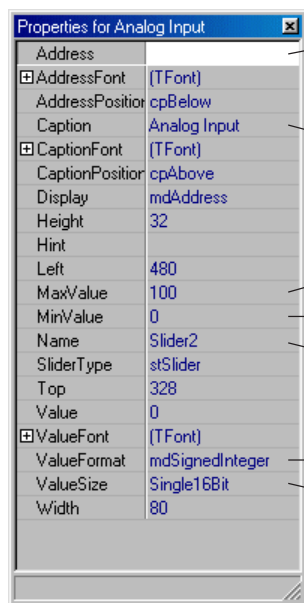 Properties for Analog Input
Address
AddressFont (TFont)
AddressPosition cpBelow
Caption Analog Input
CaptionFont (TFont)
CaptionPosition cpAbove
Display mdAddress
Height 32
Hint
Left 480
MaxValue 100
MinValue 0
Name Slider2
SliderType stSlider
Top 328
Value 0
ValueFont (TFont)
ValueFormat mdSignedInteger
ValueSize Single16Bit
Width 80